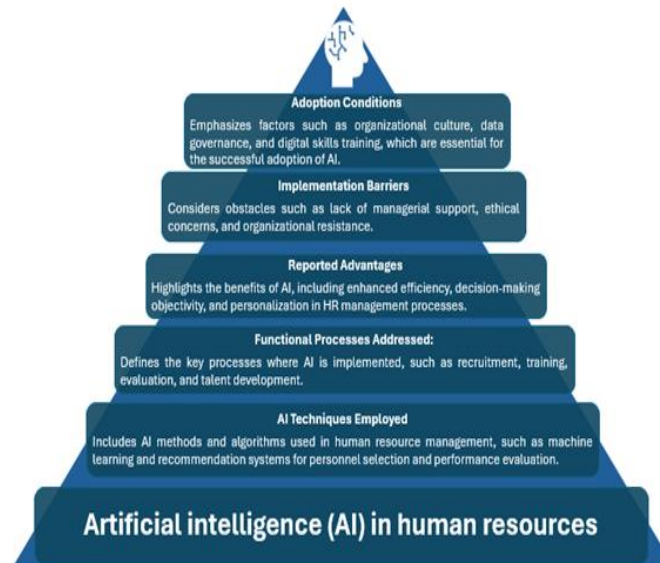 Adoption Conditions
Emphasizes factors such as organizational culture, data
governance, and digital skills training, which are essential for
the successful adoption of AI.
Implementation Barriers
Considers obstacles such as lack of managerial support, ethical
concerns, and organizational resistance.
Reported Advantages
Highlights the benefits of AI, including enhanced efficiency, decision-making
objectivity, and personalization in HR management processes.
Functional Processes Addressed:
Defines the key processes where AI is implemented, such as recruitment, training,
evaluation, and talent development.
AI Techniques Employed
Includes AI methods and algorithms used in human resource management, such as machine
learning and recommendation systems for personnel selection and performance evaluation.
Artificial intelligence (AI) in human resources